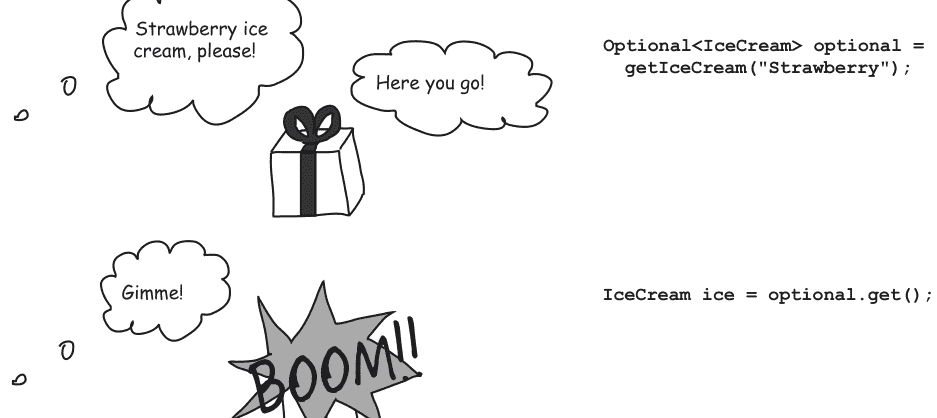 Strawberry ice
cream, please!
Here you go!
Optional<IceCream> optional =
getIceCream("Strawberry");
Gimme!
BOOM!!
IceCream ice = optional.get();